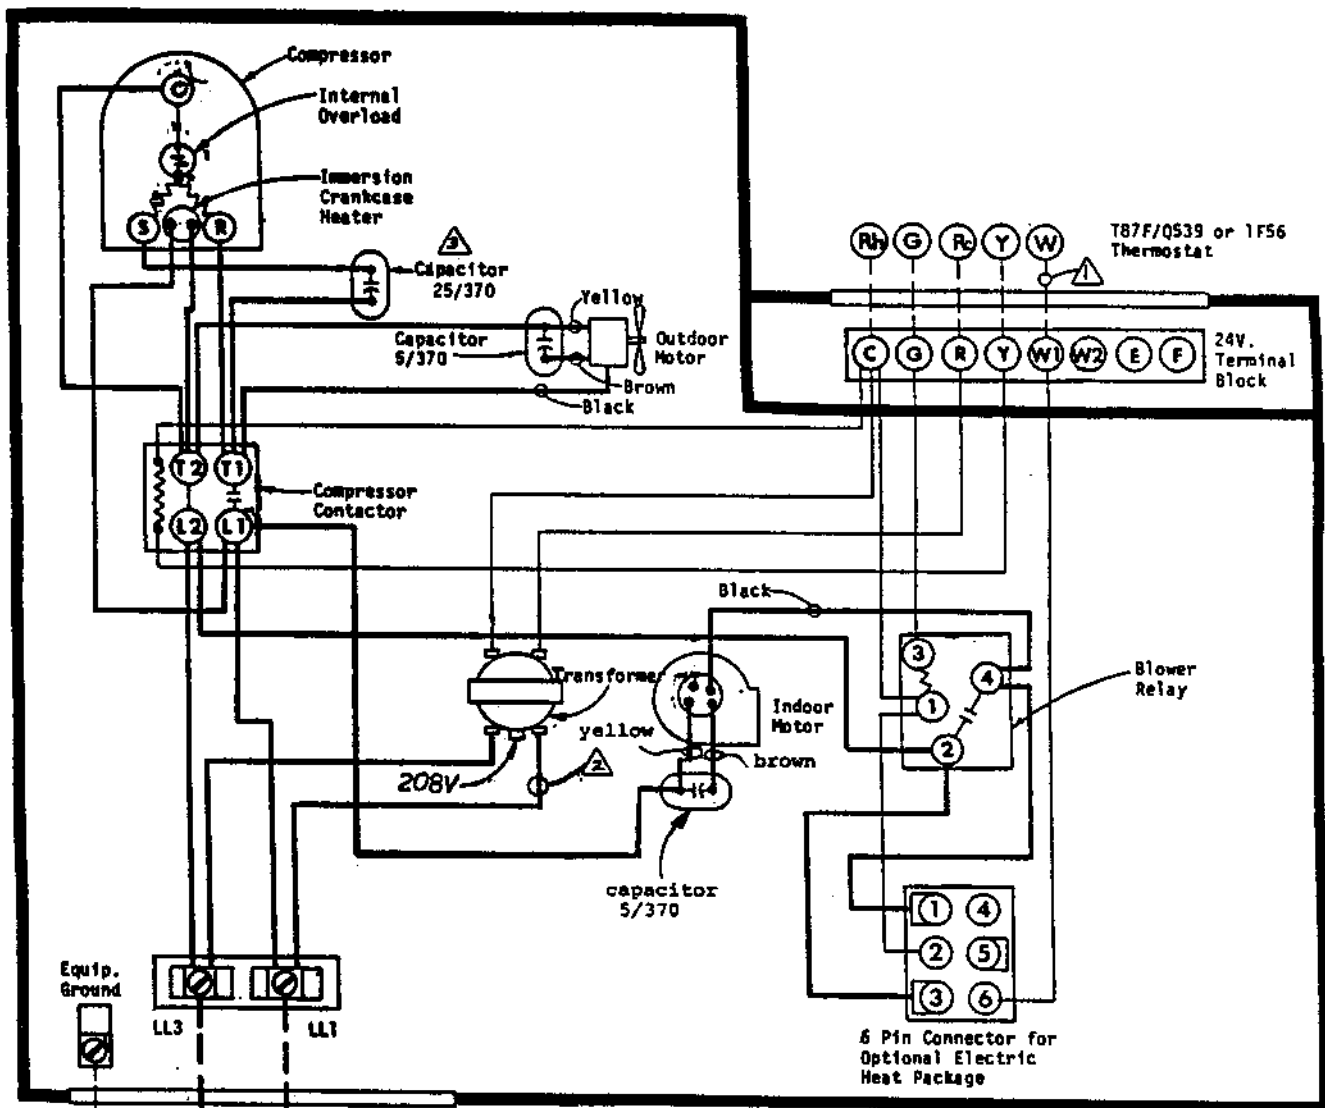 Compressor
Internal
Overload
Immersion
Crankcase
Heater
S
R
3
Capacitor
25/370
Capacitor
5/370
Yellow
Outdoor
Motor
Brown
Black
Rh
G
Rc
Y
W
1
T87F/Q539 or 1F56
Thermostat
C
G
R
Y
W1
W2
E
F
24V.
Terminal
Block
T2
T1
L2
L1
Compressor
Contactor
Black
Transformer
208V
2
Indoor
Motor
yellow
brown
capacitor
5/370
3
4
1
2
Blower
Relay
1
4
2
5
3
6
6 Pin Connector for
Optional Electric
Heat Package
Equip.
Ground
LL3
LL1